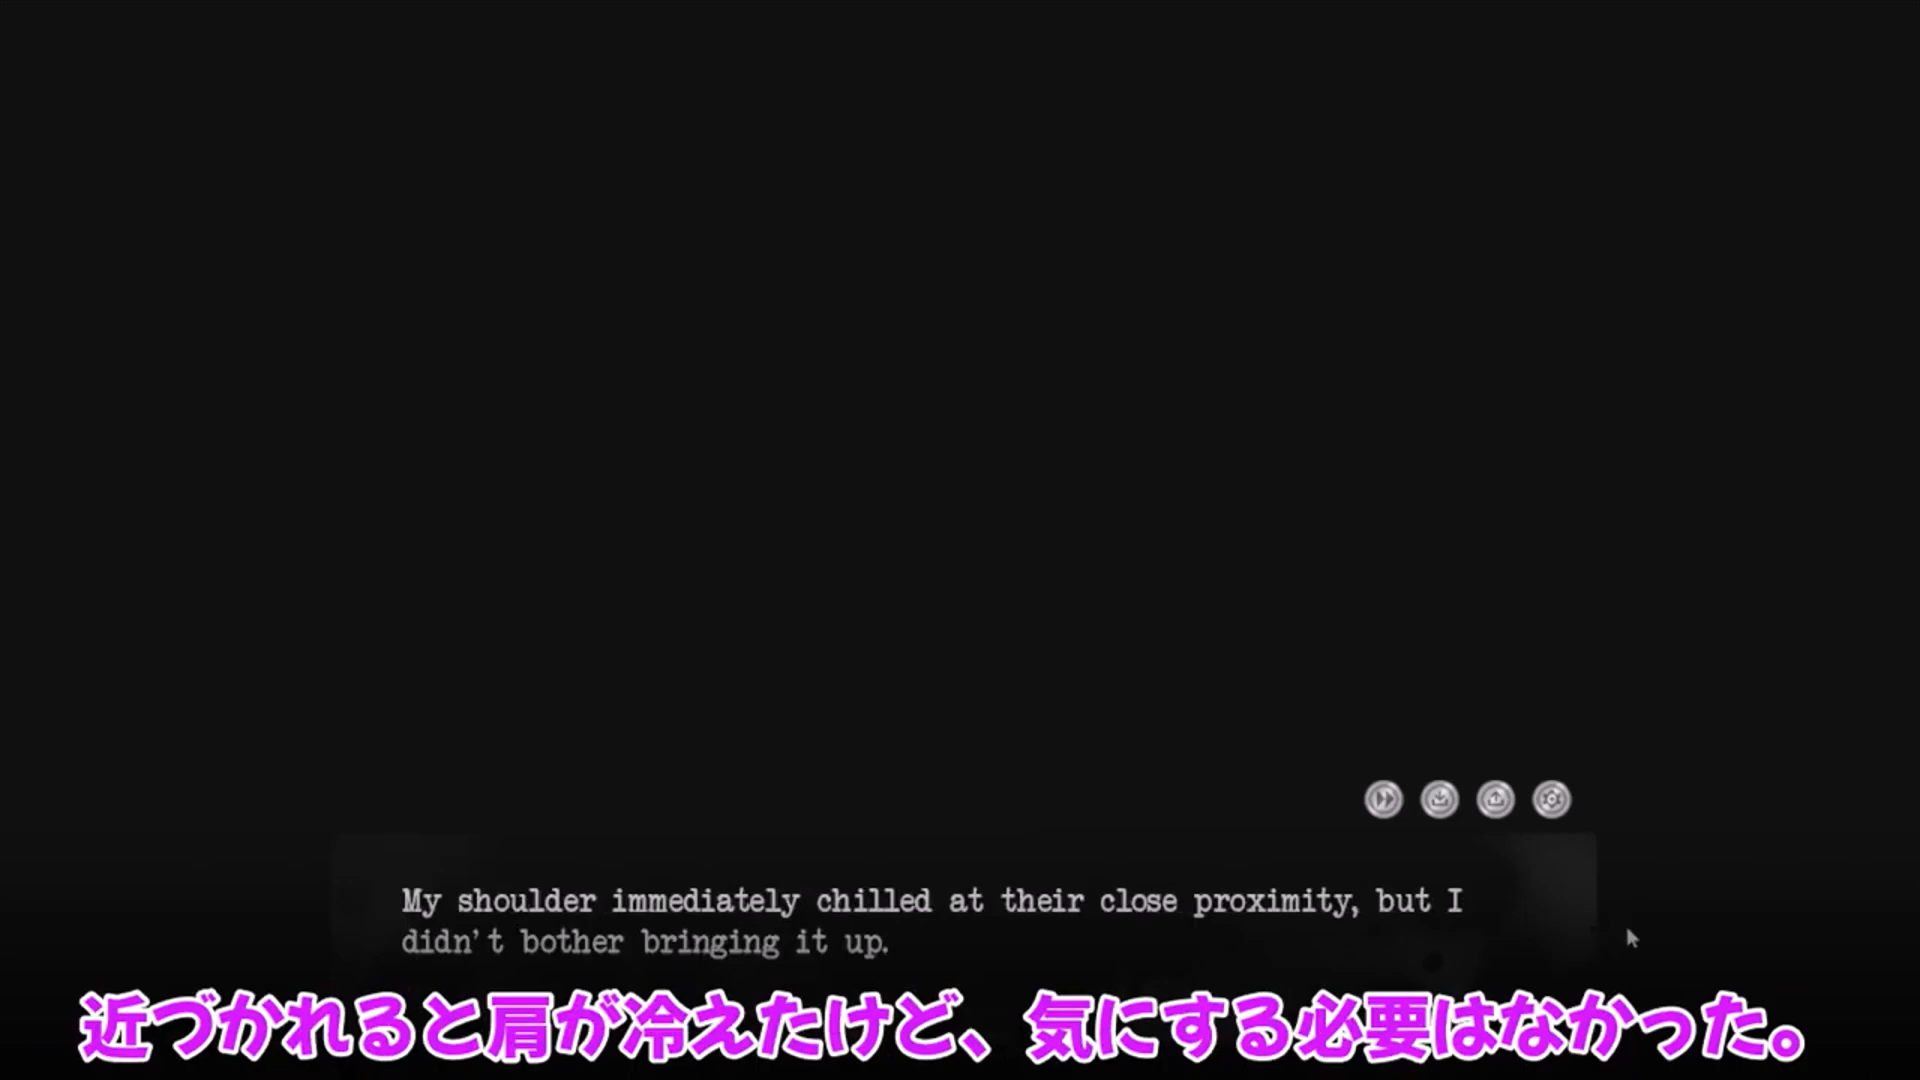 My shoulder immediately chilled at their close proximity, but I
didn't bother bringing it up.
近づかれると肩が冷えたけど、気にする必要はなかった。